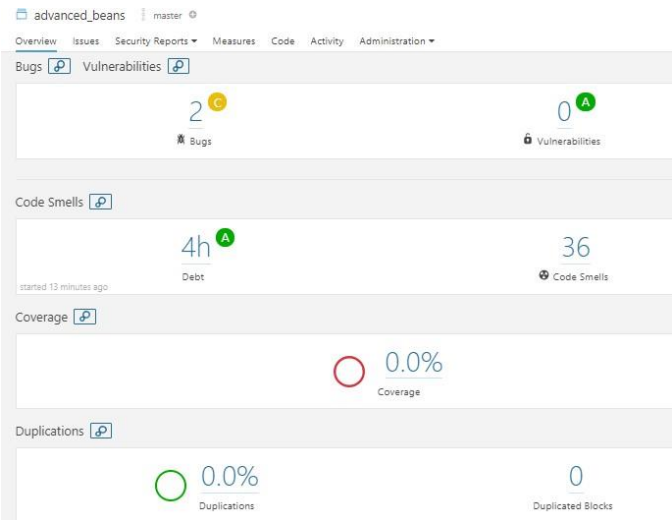 advanced_beans master
Overview Issues Security Reports Measures Code Activity Administration
Bugs Vulnerabilities
2 C 0 A
Bugs Vulnerabilities
Code Smells
4h A 36
Debt Code Smells
started 13 minutes ago
Coverage
0.0%
Coverage
Duplications
0.0% 0
Duplications Duplicated Blocks